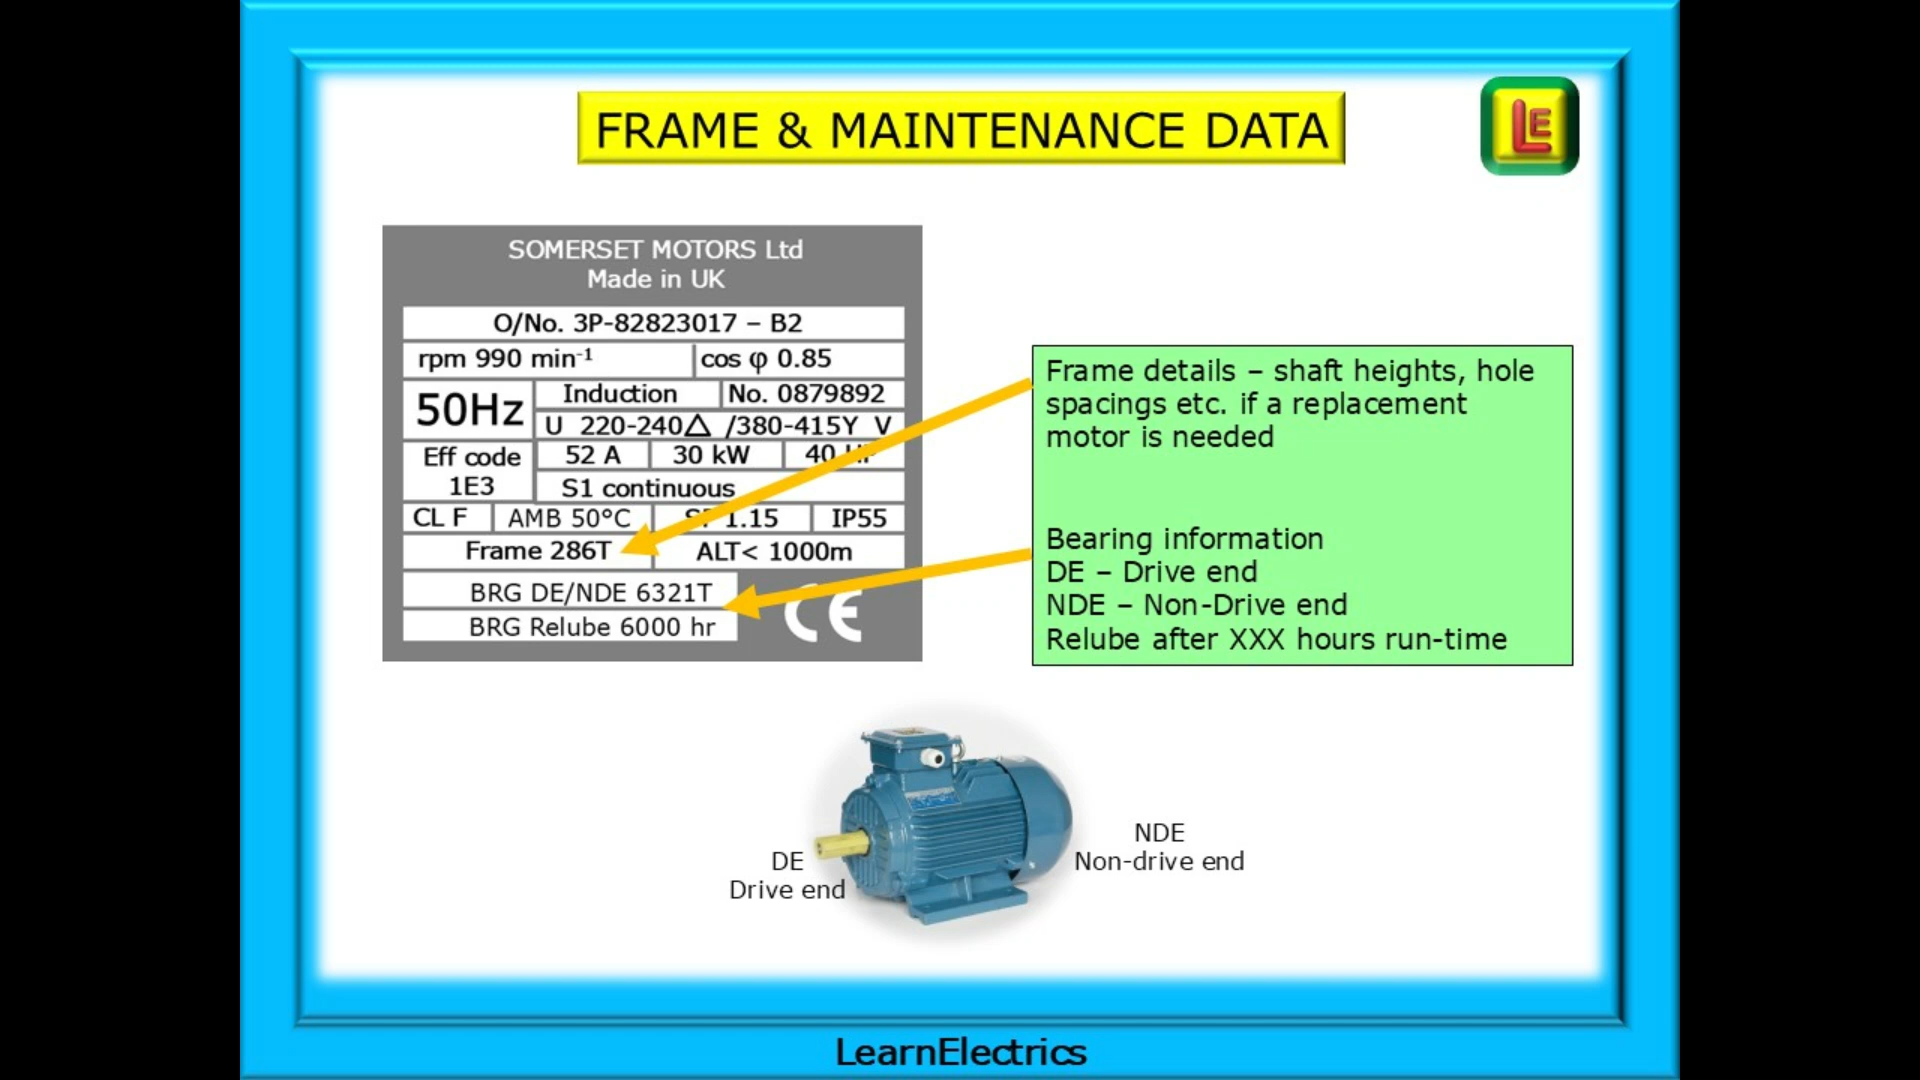 FRAME & MAINTENANCE DATA
LE
SOMERSET MOTORS Ltd
Made in UK
O/No. 3P-82823017 – B2
rpm 990 min⁻¹ cos φ 0.85
50Hz
Induction No. 0879892
U 220-240△ /380-415Y V
Eff code
1E3
52 A 30 kW 40
S1 continuous
CL F AMB 50°C 1.15 IP55
Frame 286T ALT< 1000m
BRG DE/NDE 6321T
BRG Relube 6000 hr
CE
Frame details – shaft heights, hole
spacings etc. if a replacement
motor is needed
Bearing information
DE – Drive end
NDE – Non-Drive end
Relube after XXX hours run-time
DE
Drive end
NDE
Non-drive end
LearnElectrics